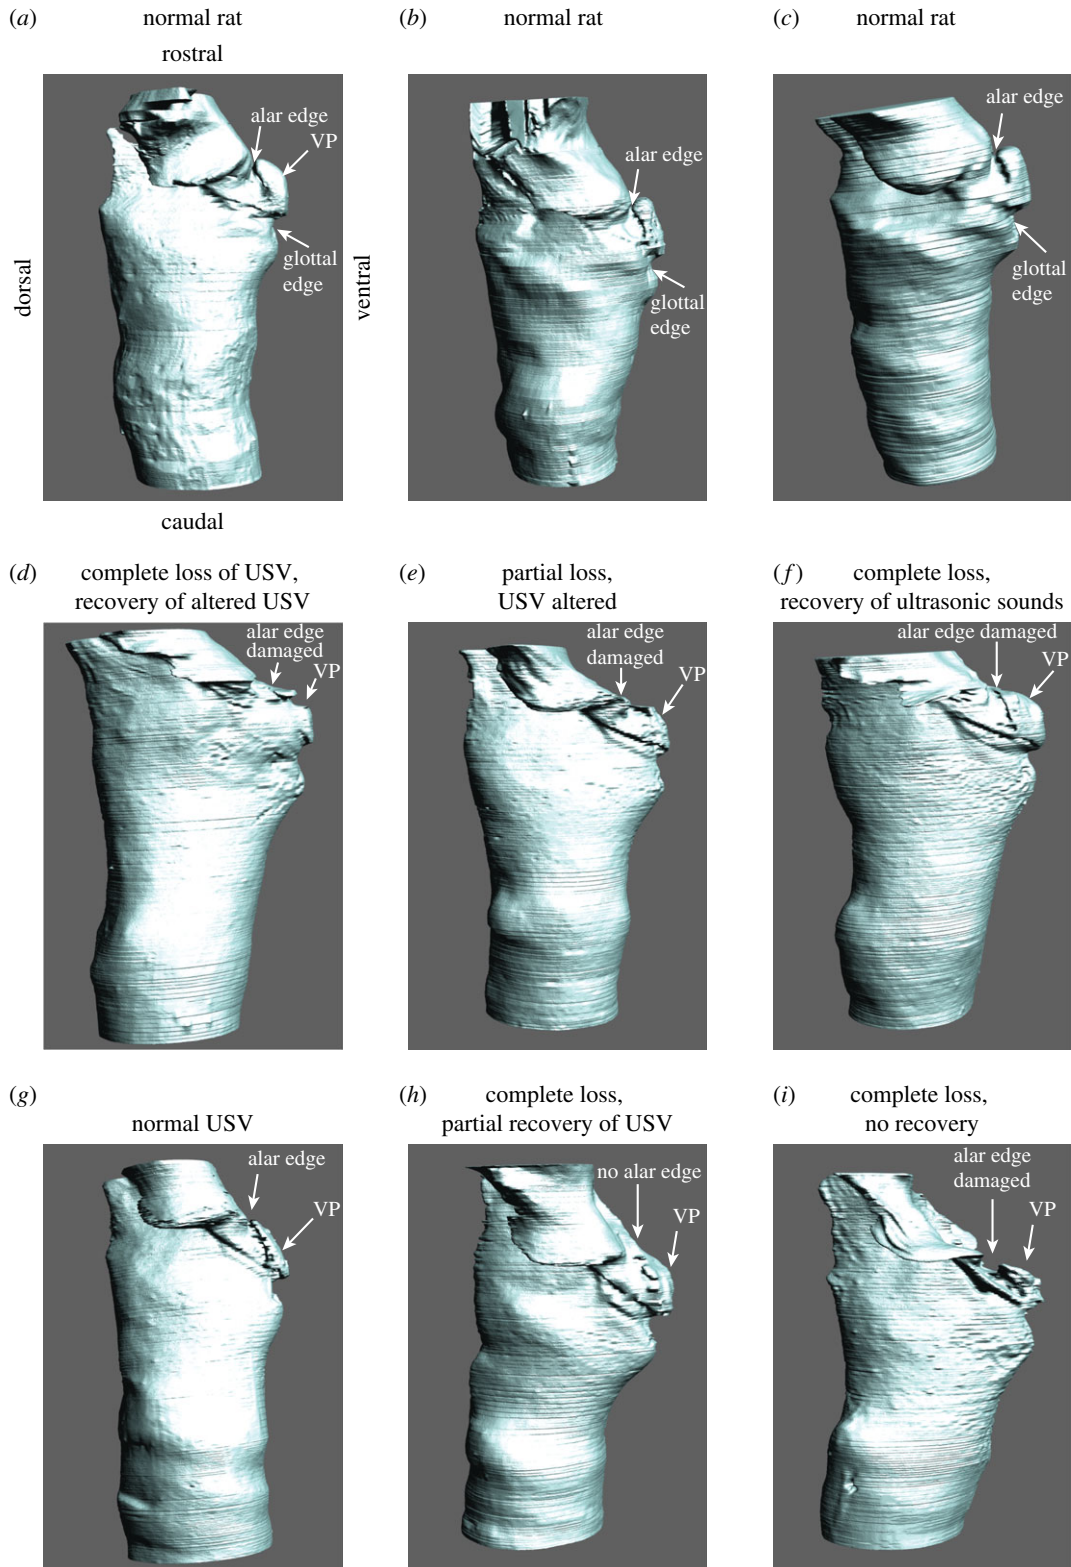 (a) normal rat
rostral
alar edge
VP
glottal
edge
dorsal
ventral
caudal
(b) normal rat
alar edge
glottal
edge
(c) normal rat
alar edge
glottal
edge
(d) complete loss of USV,
recovery of altered USV
alar edge
damaged
VP
(e) partial loss,
USV altered
alar edge
damaged
VP
(f) complete loss,
recovery of ultrasonic sounds
alar edge damaged
VP
(g)
normal USV
alar edge
VP
(h) complete loss,
partial recovery of USV
no alar edge
VP
(i) complete loss,
no recovery
alar edge
damaged
VP